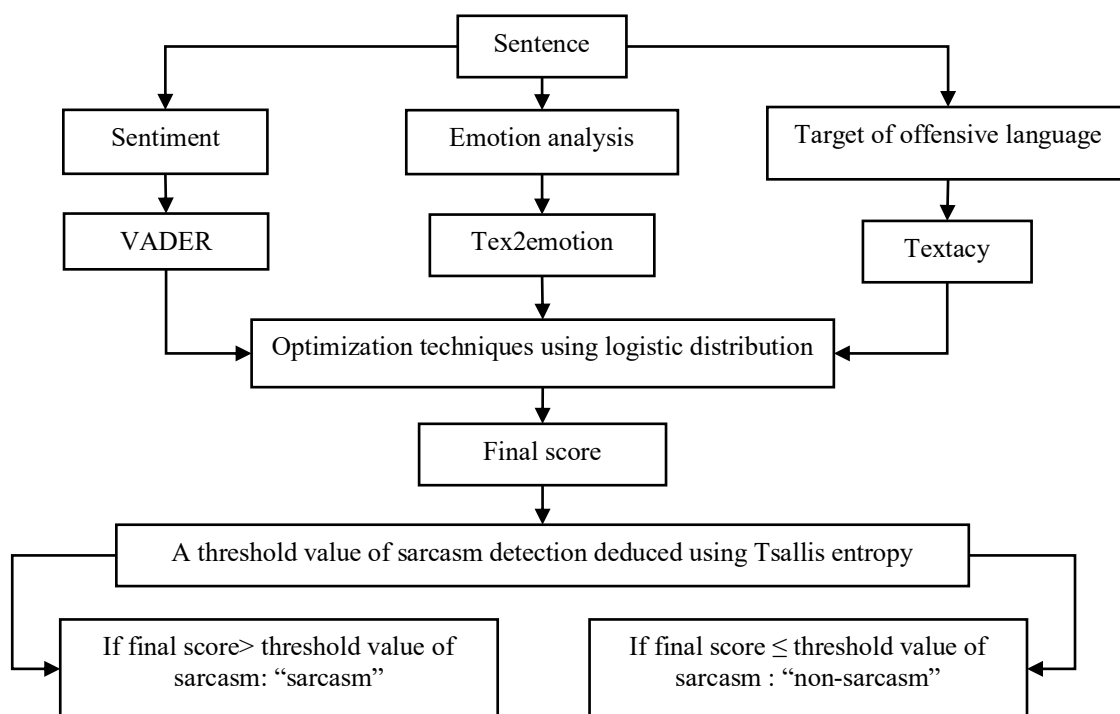 Sentence
Sentiment
Emotion analysis
Target of offensive language
VADER
Tex2emotion
Textacy
Optimization techniques using logistic distribution
Final score
A threshold value of sarcasm detection deduced using Tsallis entropy
If final score> threshold value of
sarcasm: “sarcasm”
If final score ≤ threshold value of
sarcasm : “non-sarcasm”